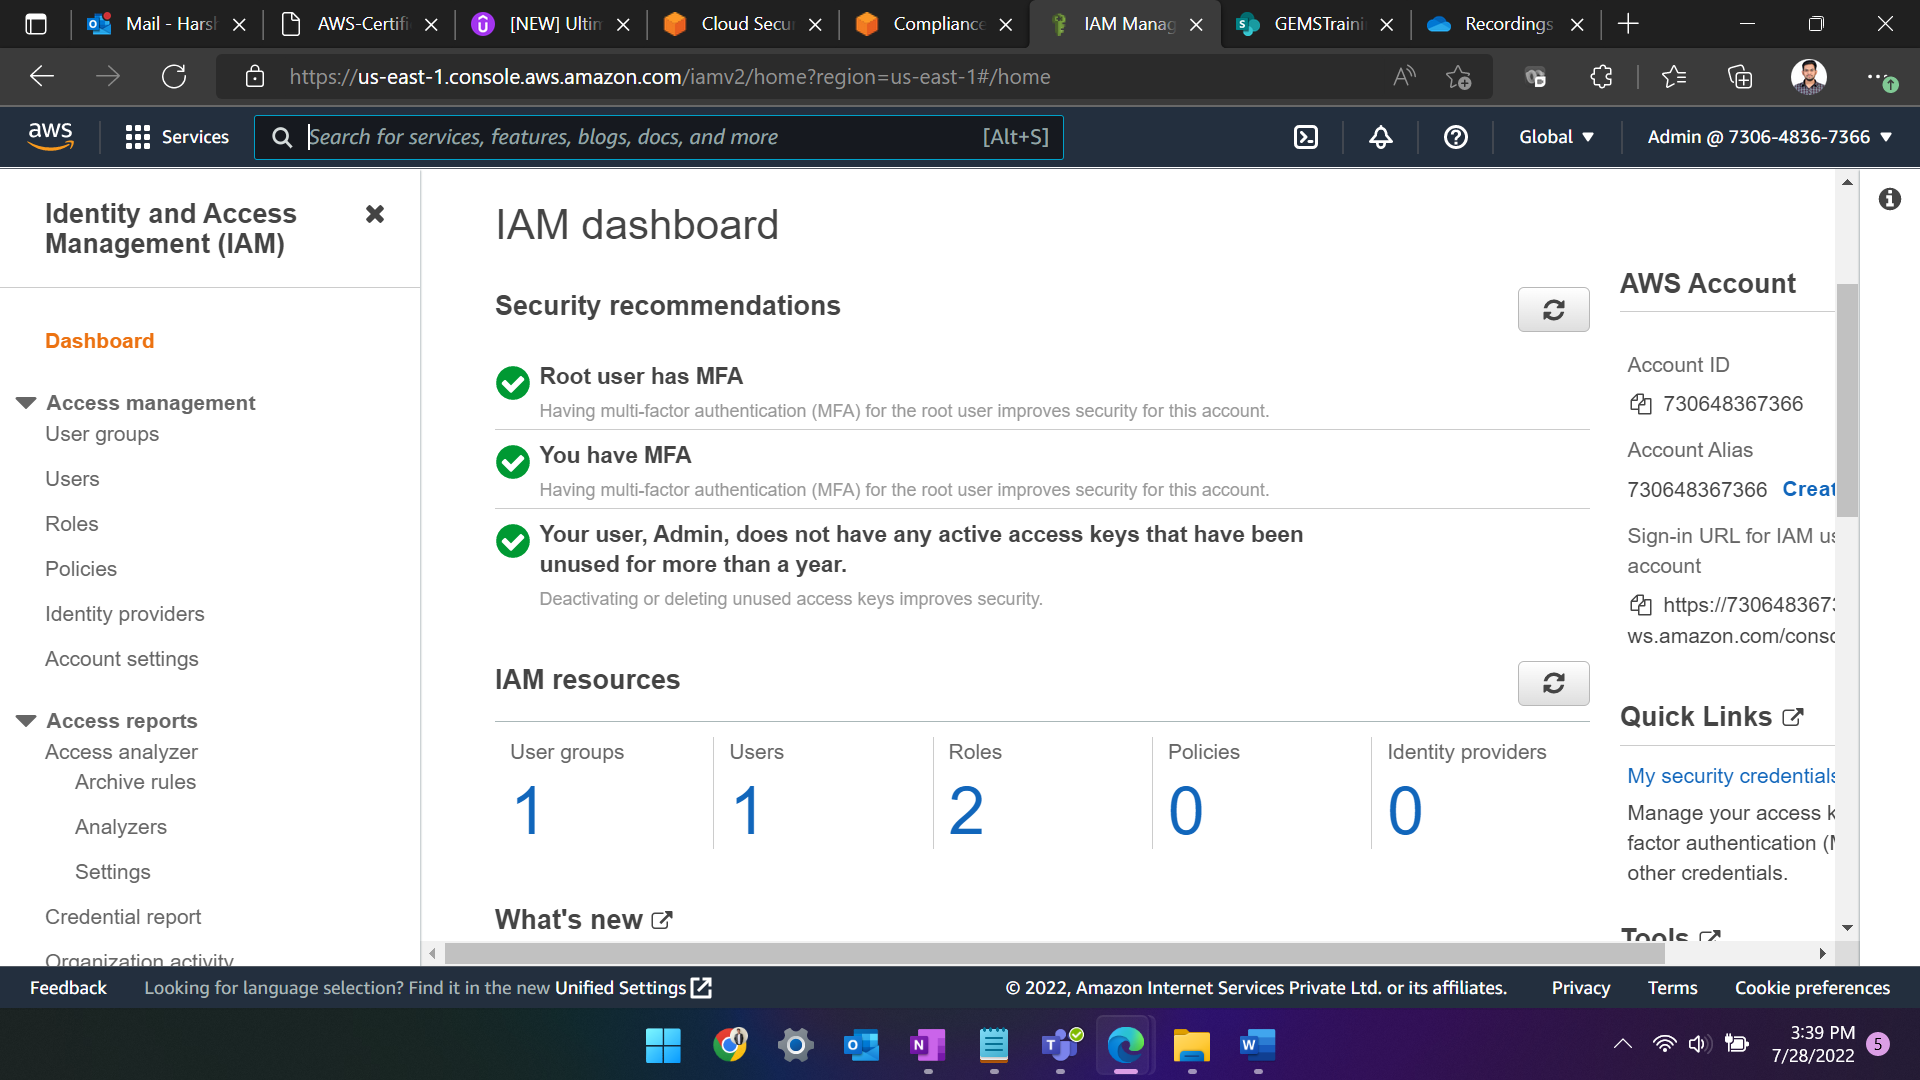 Mail - Harsh
AWS-Certifi
[NEW] Ultim
Cloud Secur
Compliance
IAM Manag
GEMSTraini
Recordings
https://us-east-1.console.aws.amazon.com/iamv2/home?region=us-east-1#/home
aws
Services
Search for services, features, blogs, docs, and more
[Alt+S]
Global
Admin @ 7306-4836-7366
Identity and Access
Management (IAM)
Dashboard
Access management
User groups
Users
Roles
Policies
Identity providers
Account settings
Access reports
Access analyzer
Archive rules
Analyzers
Settings
Credential report
Organization activity
IAM dashboard
Security recommendations
Root user has MFA
Having multi-factor authentication (MFA) for the root user improves security for this account.
You have MFA
Having multi-factor authentication (MFA) for the root user improves security for this account.
Your user, Admin, does not have any active access keys that have been
unused for more than a year.
Deactivating or deleting unused access keys improves security.
IAM resources
User groups
1
Users
1
Roles
2
Policies
0
Identity providers
0
What's new
AWS Account
Account ID
730648367366
Account Alias
730648367366 Creat
Sign-in URL for IAM us
account
https://7306483673
ws.amazon.com/conso
Quick Links
My security credentials
Manage your access k
factor authentication (M
other credentials.
Tools
Feedback
Looking for language selection? Find it in the new Unified Settings
© 2022, Amazon Internet Services Private Ltd. or its affiliates.
Privacy
Terms
Cookie preferences
3:39 PM
7/28/2022
5